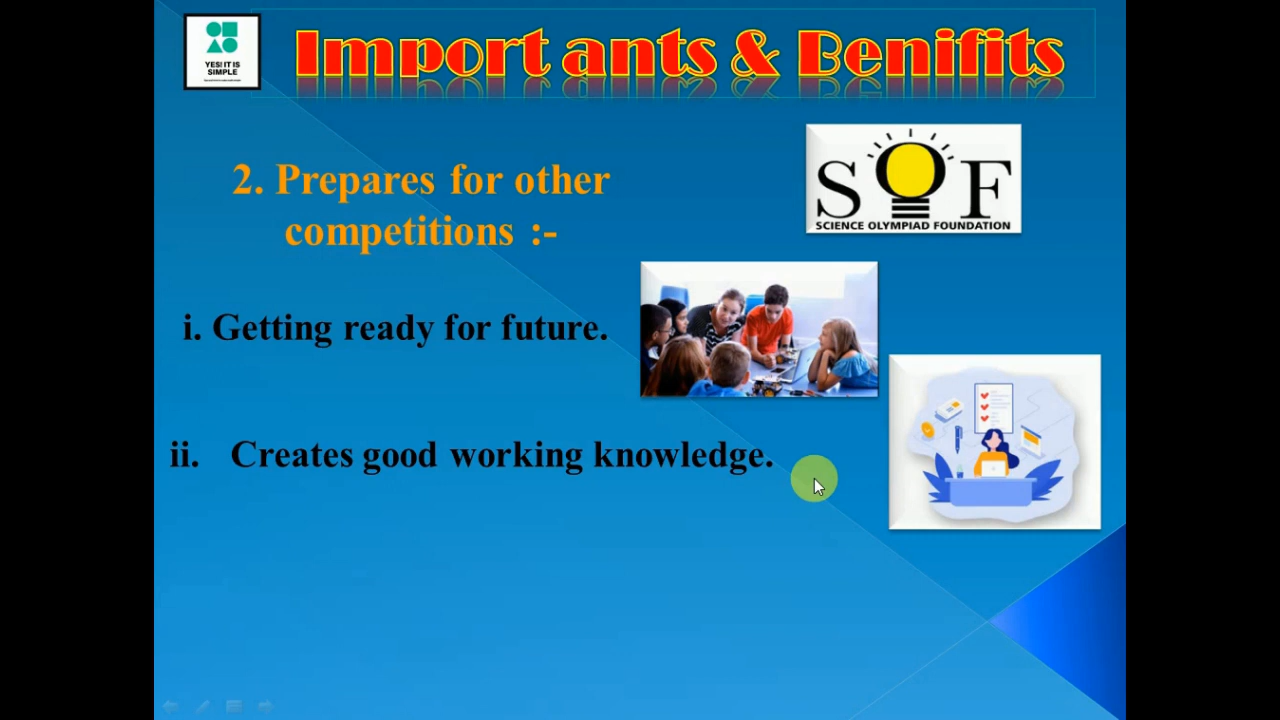 YES! IT IS
SIMPLE
Import ants & Benifits
2. Prepares for other
competitions :-
SOF
SCIENCE OLYMPIAD FOUNDATION
i. Getting ready for future.
ii. Creates good working knowledge.